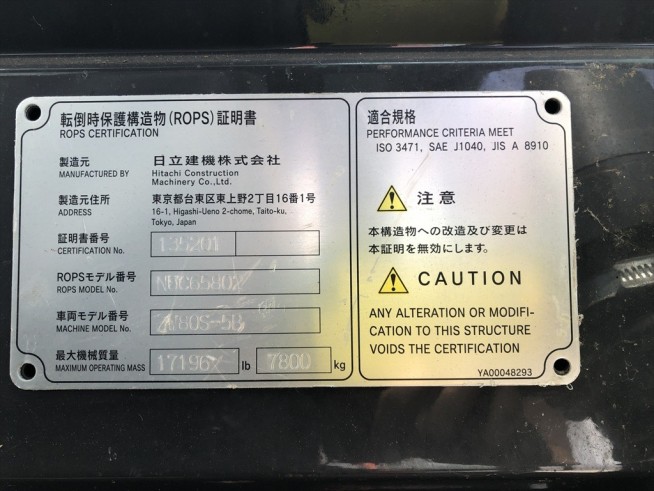 転倒時保護構造物(ROPS)証明書
ROPS CERTIFICATION
製造元 日立建機株式会社
MANUFACTURED BY Hitachi Construction
Machinery Co.,Ltd.
製造元住所 東京都台東区東上野2丁目16番1号
ADDRESS 16-1, Higashi-Ueno 2-chome, Taito-ku,
Tokyo, Japan
証明書番号
CERTIFICATION No. 135201
ROPSモデル番号
ROPS MODEL No.
車両モデル番号
MACHINE MODEL No.
最大機械質量
MAXIMUM OPERATING MASS 17196 lb 7800 kg
適合規格
PERFORMANCE CRITERIA MEET
ISO 3471, SAE J1040, JIS A 8910
注意
本構造物への改造及び変更は
本証明を無効にします。
CAUTION
ANY ALTERATION OR MODIFI-
CATION TO THIS STRUCTURE
VOIDS THE CERTIFICATION
YA00048293